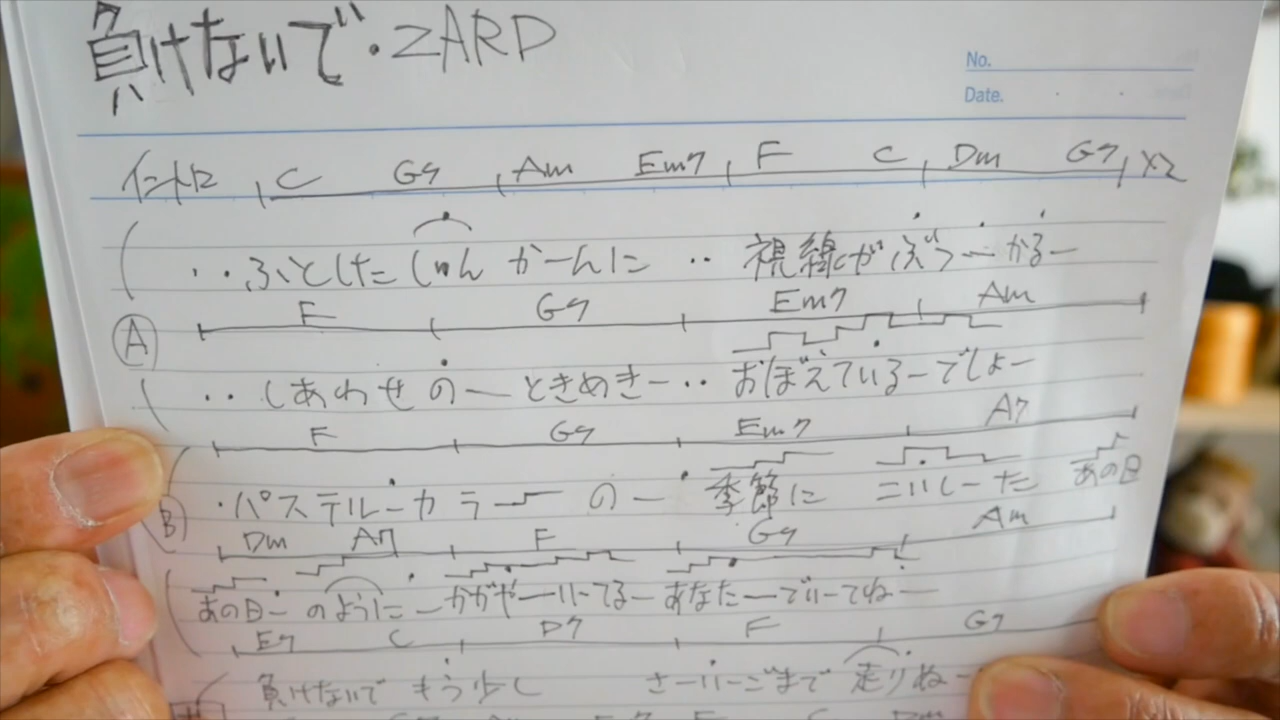 負けないで・ZARD
No.
Date.
イントロ C G7 Am Em7 F C Dm G7 ×2
‥ふとしたしゅんかーんに‥視線がぶつーかるー
F G7 Em7 Am
A
‥しあわせのーときめきー‥おぼえているーでしょー
F G7 Em7 A7
・パステルーカラーのー季節にこいしーたあの日
B
Dm A7 F G7 Am
あの日ーのようにーかがやーいーてるーあなたーでいーてねー
E7 C D7 F G7
負けないでもう少しさーいーごまで走りぬー